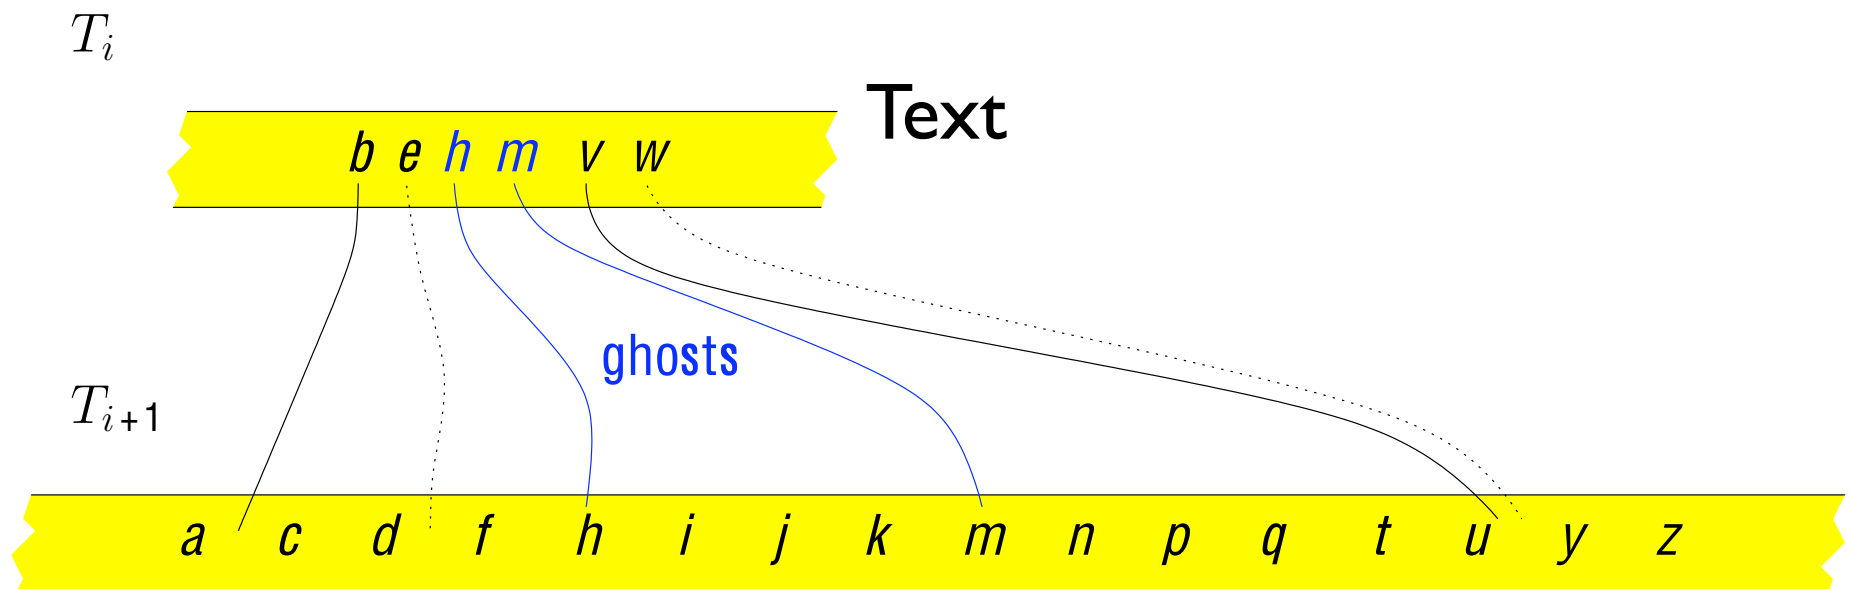 T_i
Text
b e h m v w
ghosts
T_{i+1}
a c d f h i j k m n p q t u y z